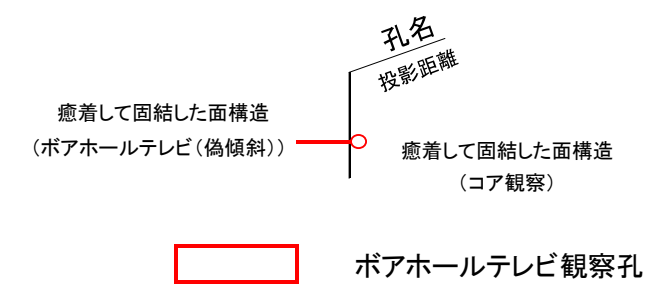 孔名
投影距離
癒着して固結した面構造
（ボアホールテレビ（偽傾斜））
癒着して固結した面構造
（コア観察）
ボアホールテレビ観察孔